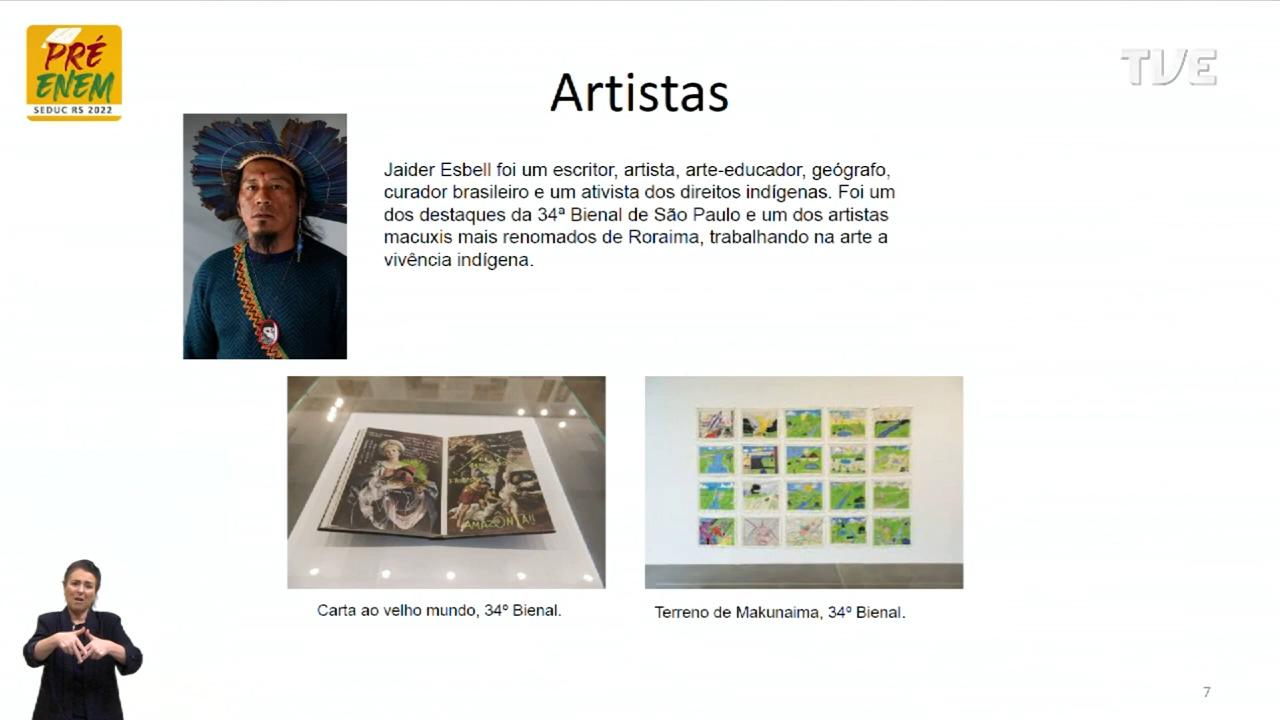 PRÉ
ENEM
SEDUC RS 2022
TVE
Artistas
Jaider Esbell foi um escritor, artista, arte-educador, geógrafo,
curador brasileiro e um ativista dos direitos indígenas. Foi um
dos destaques da 34ª Bienal de São Paulo e um dos artistas
macuxis mais renomados de Roraima, trabalhando na arte a
vivência indígena.
AMAZON
Carta ao velho mundo, 34º Bienal.
Terreno de Makunaima, 34º Bienal.
7